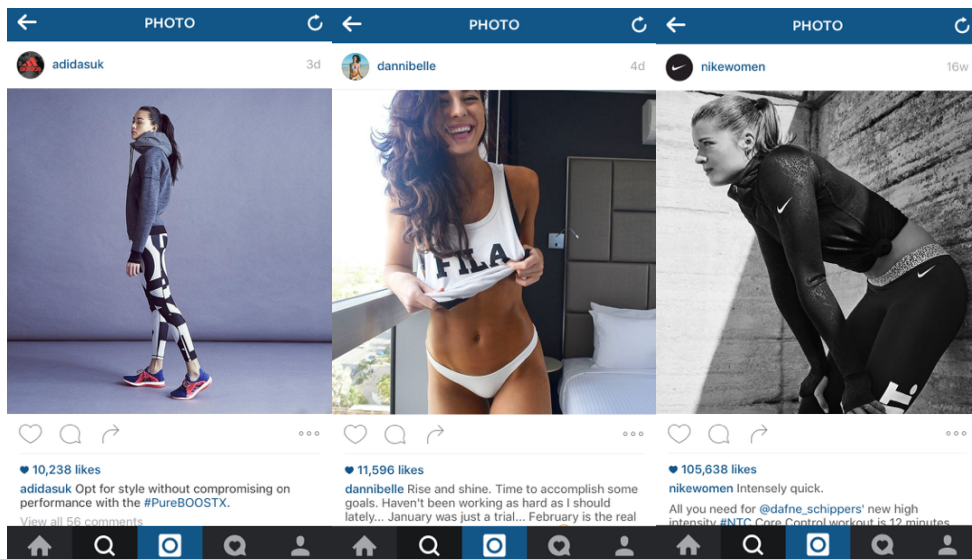 PHOTO
adidasuk 3d
10,238 likes
adidasuk Opt for style without compromising on
performance with the #PureBOOSTX.
View all 56 comments
PHOTO
dannibelle 4d
FILA
11,596 likes
dannibelle Rise and shine. Time to accomplish some
goals. Haven't been working as hard as I should
lately... January was just a trial... February is the real
PHOTO
nikewomen 16w
T.
105,638 likes
nikewomen Intensely quick.
All you need for @dafne_schippers' new high
intensity #NTC Core Control workout is 12 minutes